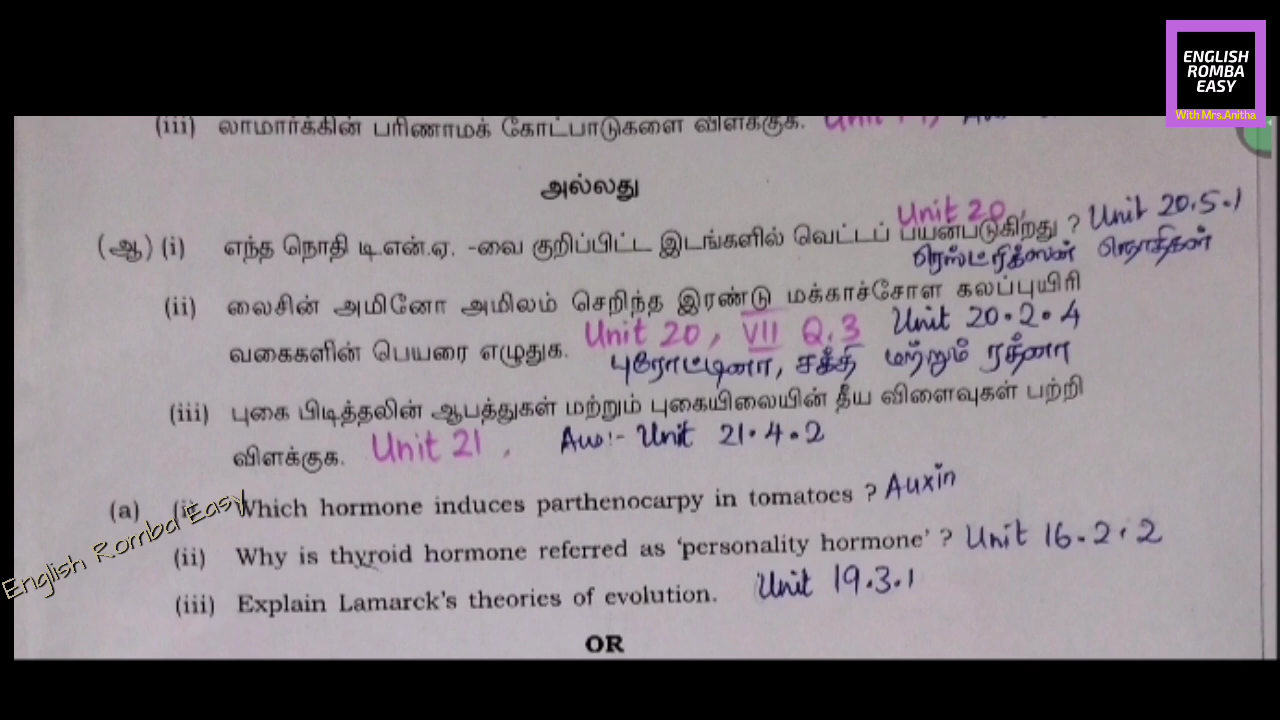 ENGLISH
ROMBA
EASY
With Mrs.Anitha
(iii) லாமார்க்கின் பரிணாமக் கோட்பாடுகளை விளக்குக.
அல்லது
Unit 20, Unit 20.5.1
(ஆ) (i) எந்த நொதி டி.என்.ஏ. -வை குறிப்பிட்ட இடங்களில் வெட்டப் பயன்படுகிறது ?
ரெஸ்ட்ரிக்ஸன் நொதிகள்
(ii) லைசின் அமினோ அமிலம் செறிந்த இரண்டு மக்காச்சோள கலப்புயிரி
வகைகளின் பெயரை எழுதுக. Unit 20, VII Q.3 Unit 20.2.4
புரோட்டினா, சக்தி மற்றும் ரத்னா
(iii) புகை பிடித்தலின் ஆபத்துகள் மற்றும் புகையிலையின் தீய விளைவுகள் பற்றி
விளக்குக. Unit 21, Ans:- Unit 21.4.2
(a) (i) Which hormone induces parthenocarpy in tomatoes ? Auxin
(ii) Why is thyroid hormone referred as 'personality hormone' ? Unit 16.2.2
(iii) Explain Lamarck's theories of evolution. Unit 19.3.1
OR
English Romba Easy